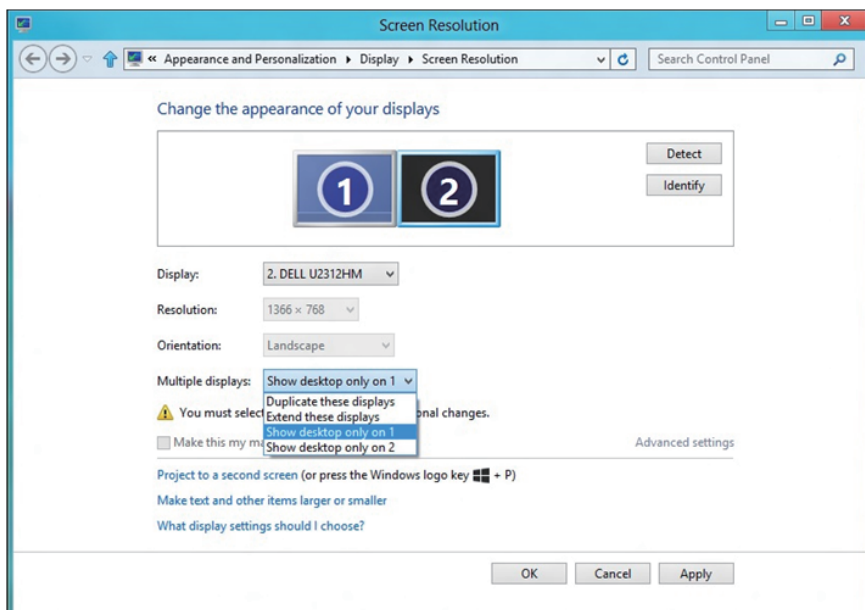 Screen Resolution
« Appearance and Personalization Display Screen Resolution
Search Control Panel
Change the appearance of your displays
1 2
Detect
Identify
Display: 2. DELL U2312HM
Resolution: 1366 × 768
Orientation: Landscape
Multiple displays: Show desktop only on 1
Duplicate these displays
You must selec onal changes.
Extend these displays
Show desktop only on 1
Make this my ma Advanced settings
Show desktop only on 2
Project to a second screen (or press the Windows logo key + P)
Make text and other items larger or smaller
What display settings should I choose?
OK Cancel Apply